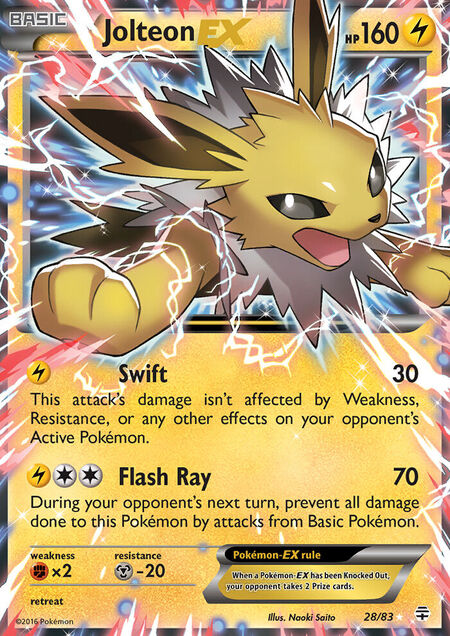 BASIC
Jolteon EX HP 160
Swift 30
This attack's damage isn't affected by Weakness,
Resistance, or any other effects on your opponent's
Active Pokémon.
Flash Ray 70
During your opponent's next turn, prevent all damage
done to this Pokémon by attacks from Basic Pokémon.
weakness resistance
×2 -20
retreat
Pokémon-EX rule
When a Pokémon-EX has been Knocked Out,
your opponent takes 2 Prize cards.
©2016 Pokémon Illus. Naoki Saito 28/83